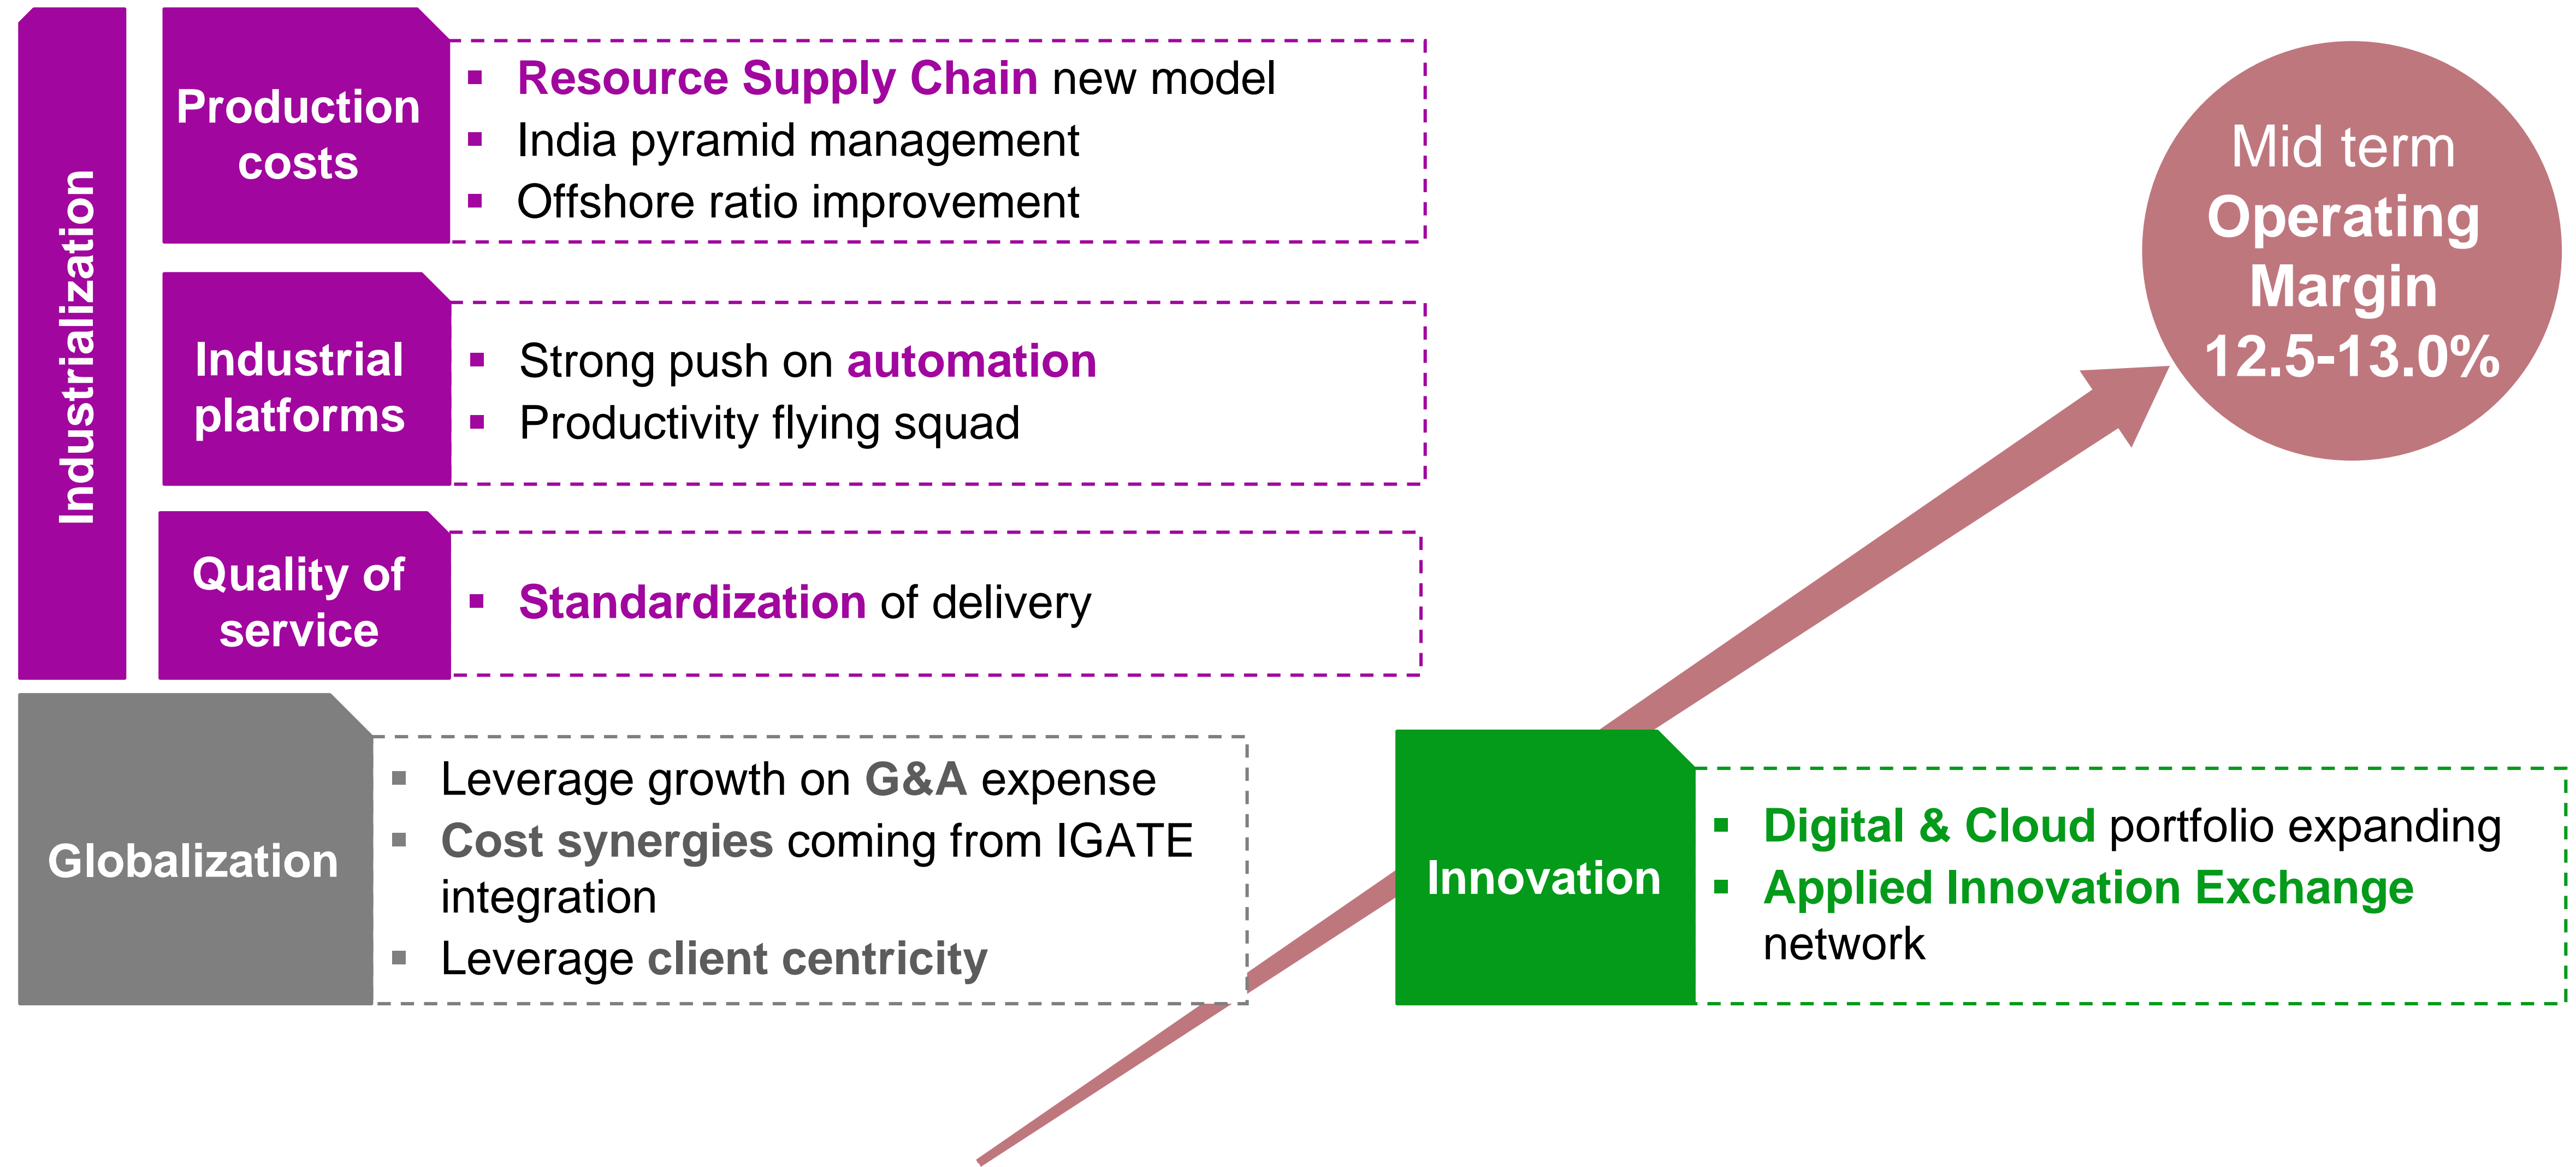 Industrialization
Production
costs
Resource Supply Chain new model
India pyramid management
Offshore ratio improvement
Industrial
platforms
Strong push on automation
Productivity flying squad
Quality of
service
Standardization of delivery
Globalization
Leverage growth on G&A expense
Cost synergies coming from IGATE
integration
Leverage client centricity
Mid term
Operating
Margin
12.5-13.0%
Innovation
Digital & Cloud portfolio expanding
Applied Innovation Exchange
network